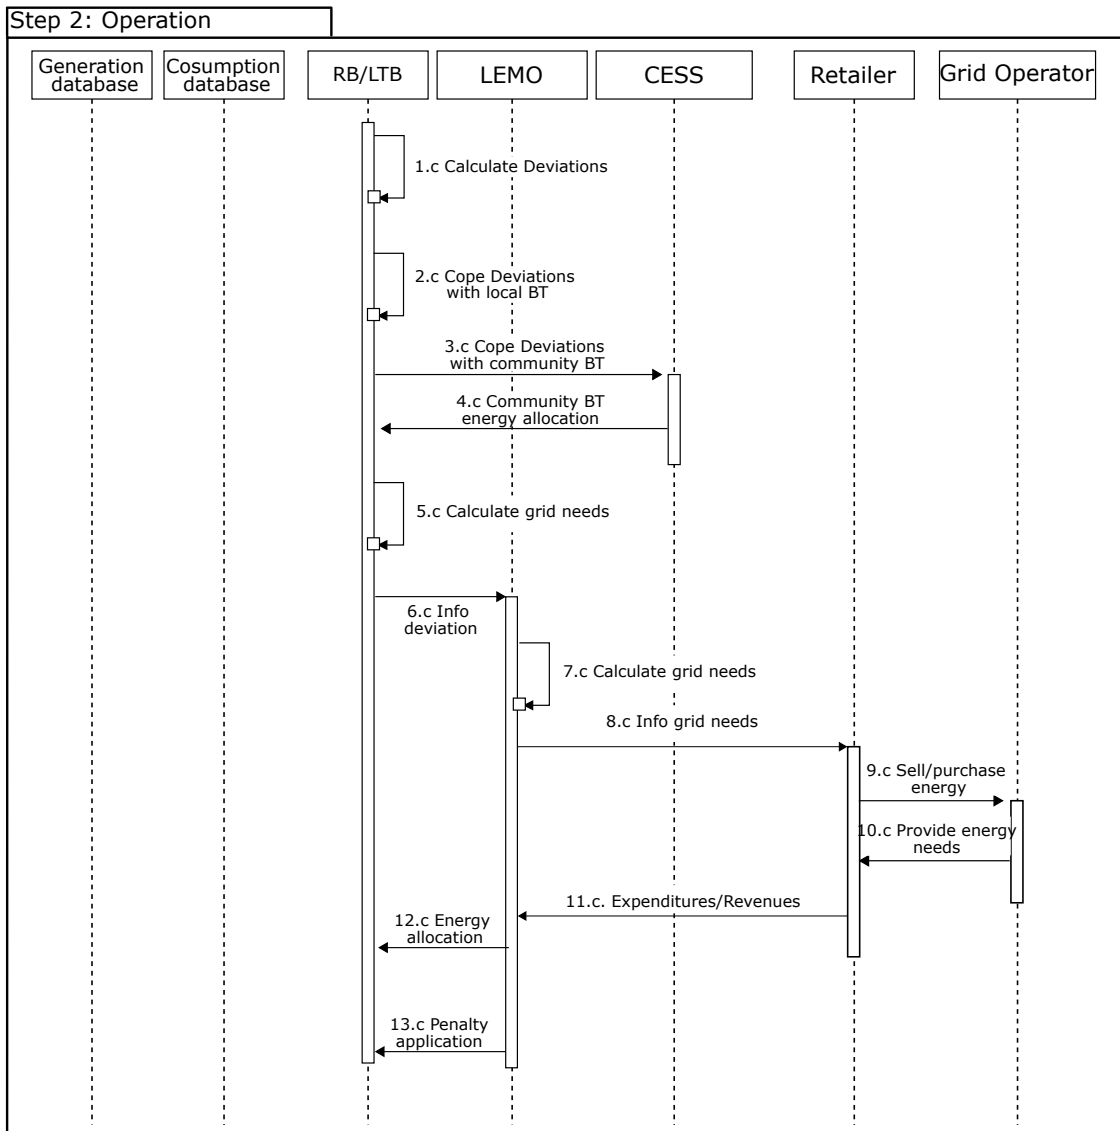 Step 2: Operation
Generation
database
Cosumption
database
RB/LTB
LEMO
CESS
Retailer
Grid Operator
1.c Calculate Deviations
2.c Cope Deviations
with local BT
3.c Cope Deviations
with community BT
4.c Community BT
energy allocation
5.c Calculate grid needs
6.c Info
deviation
7.c Calculate grid needs
8.c Info grid needs
9.c Sell/purchase
energy
10.c Provide energy
needs
11.c. Expenditures/Revenues
12.c Energy
allocation
13.c Penalty
application